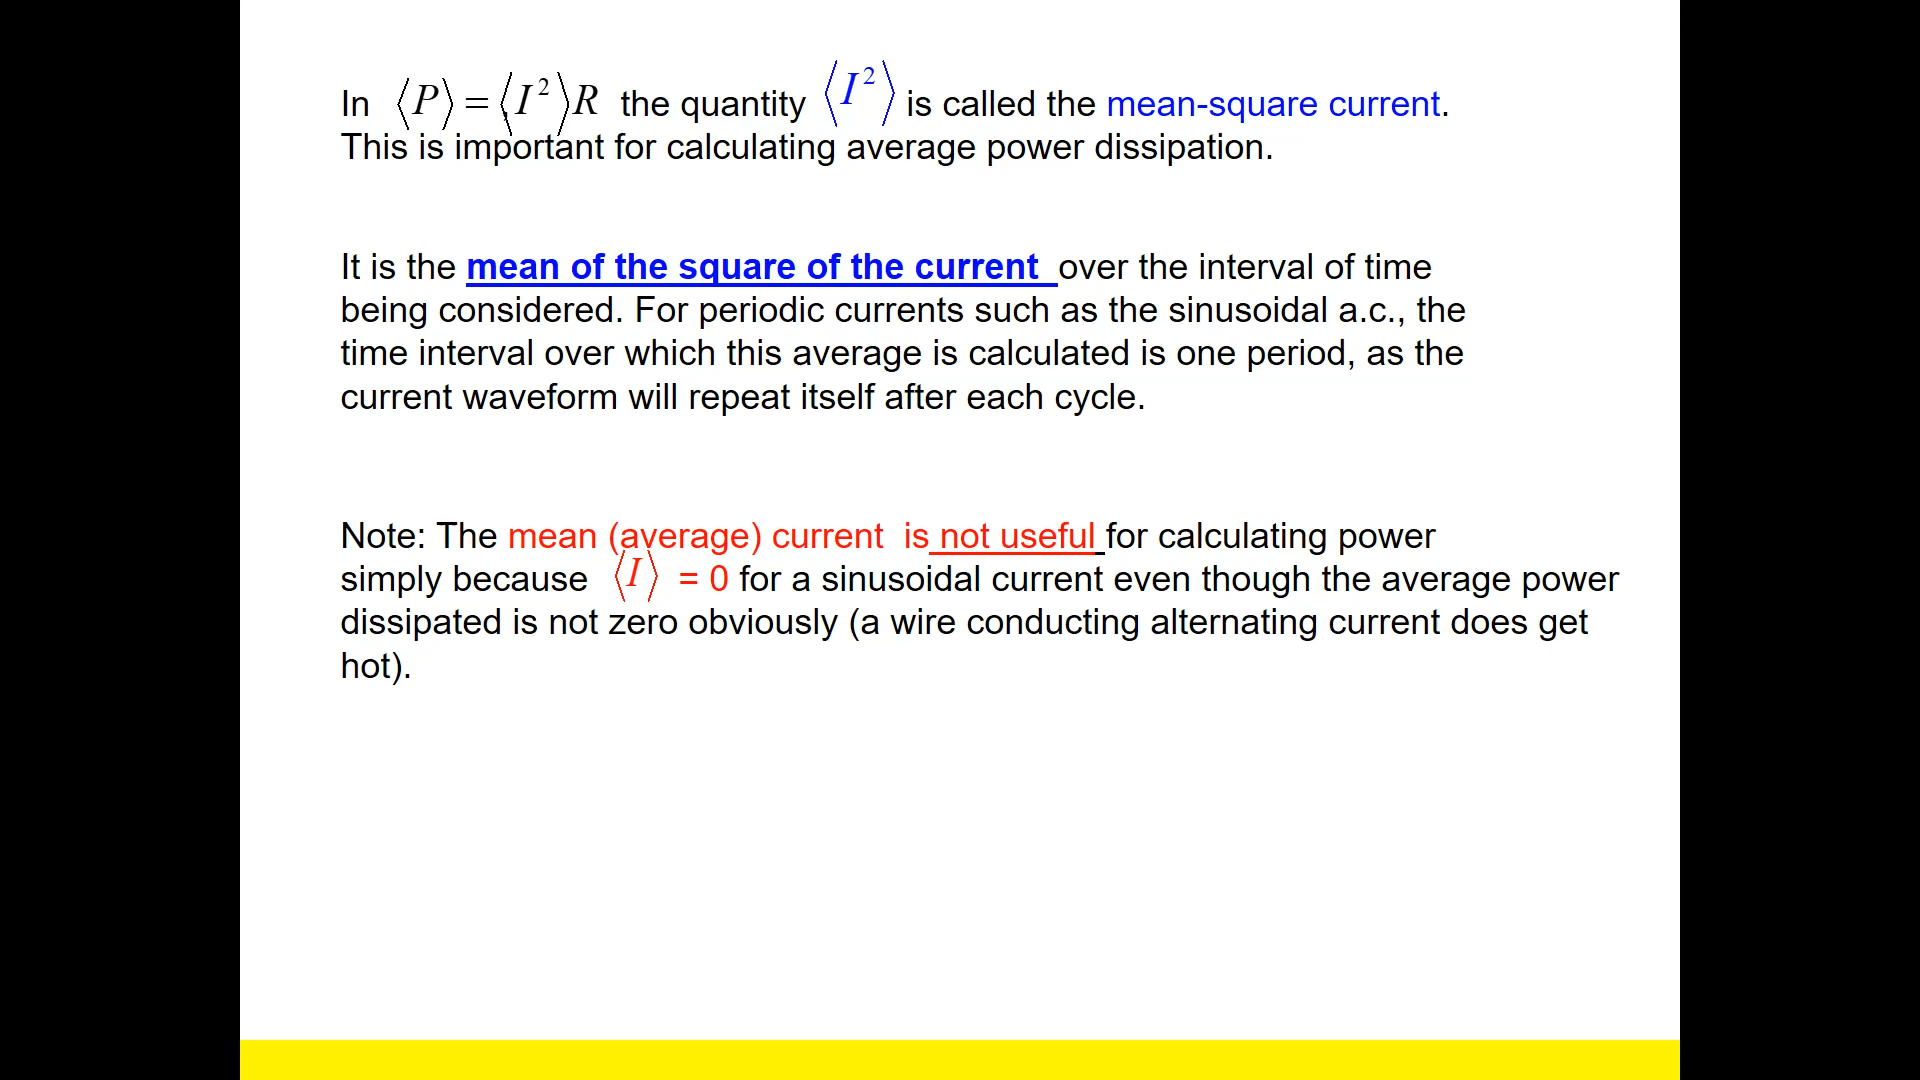 In ⟨P⟩ = ⟨I²⟩R the quantity ⟨I²⟩ is called the mean-square current.
This is important for calculating average power dissipation.
It is the mean of the square of the current over the interval of time
being considered. For periodic currents such as the sinusoidal a.c., the
time interval over which this average is calculated is one period, as the
current waveform will repeat itself after each cycle.
Note: The mean (average) current is not useful for calculating power
simply because ⟨I⟩ = 0 for a sinusoidal current even though the average power
dissipated is not zero obviously (a wire conducting alternating current does get
hot).